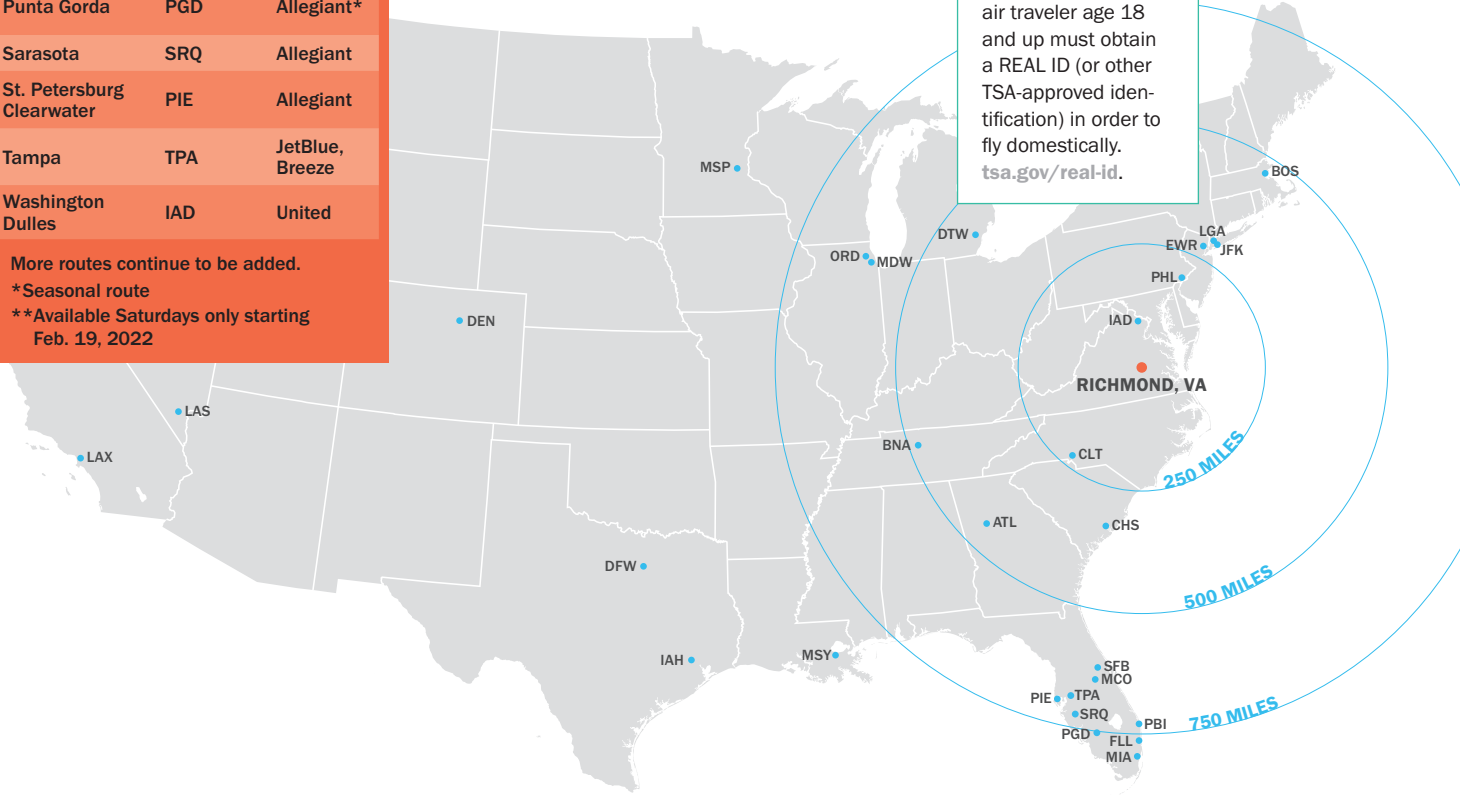 Punta Gorda PGD Allegiant*
Sarasota SRQ Allegiant
St. Petersburg
Clearwater PIE Allegiant
Tampa TPA JetBlue,
Breeze
Washington
Dulles IAD United
More routes continue to be added.
*Seasonal route
**Available Saturdays only starting
Feb. 19, 2022
air traveler age 18
and up must obtain
a REAL ID (or other
TSA-approved iden-
tification) in order to
fly domestically.
tsa.gov/real-id.
MSP
BOS
DTW
LGA
EWR
JFK
ORD
MDW
PHL
DEN
IAD
RICHMOND, VA
LAS
BNA
CLT
LAX
250 MILES
ATL
CHS
DFW
500 MILES
IAH
MSY
SFB
MCO
PIE
TPA
SRQ
750 MILES
PBI
PGD
FLL
MIA